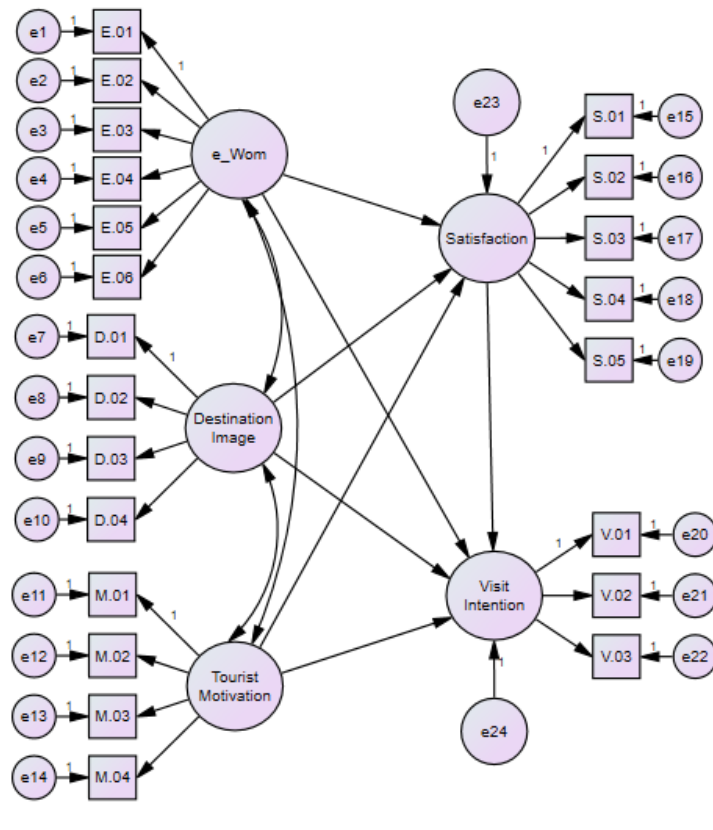 e1 1 E.01
1
e2 1 E.02
e3 1 E.03
e4 1 E.04
e5 1 E.05
e6 1 E.06
e_Wom
e7 1 D.01
1
e8 1 D.02
e9 1 D.03
e10 1 D.04
Destination
Image
e11 1 M.01
1
e12 1 M.02
e13 1 M.03
e14 1 M.04
Tourist
Motivation
e23
1
Satisfaction
1
S.01 1 e15
S.02 1 e16
S.03 1 e17
S.04 1 e18
S.05 1 e19
Visit
Intention
1
V.01 1 e20
V.02 1 e21
V.03 1 e22
1
e24